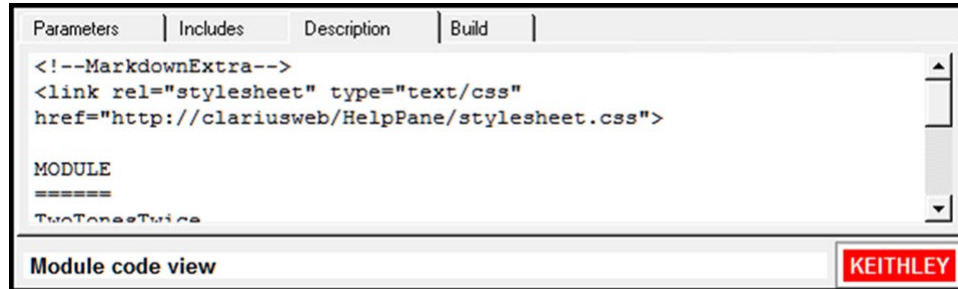 Parameters Includes Description Build
<!--MarkdownExtra-->
<link rel="stylesheet" type="text/css"
href="http://clariusweb/HelpPane/stylesheet.css">
MODULE
======
TwoTonesTwice
Module code view KEITHLEY